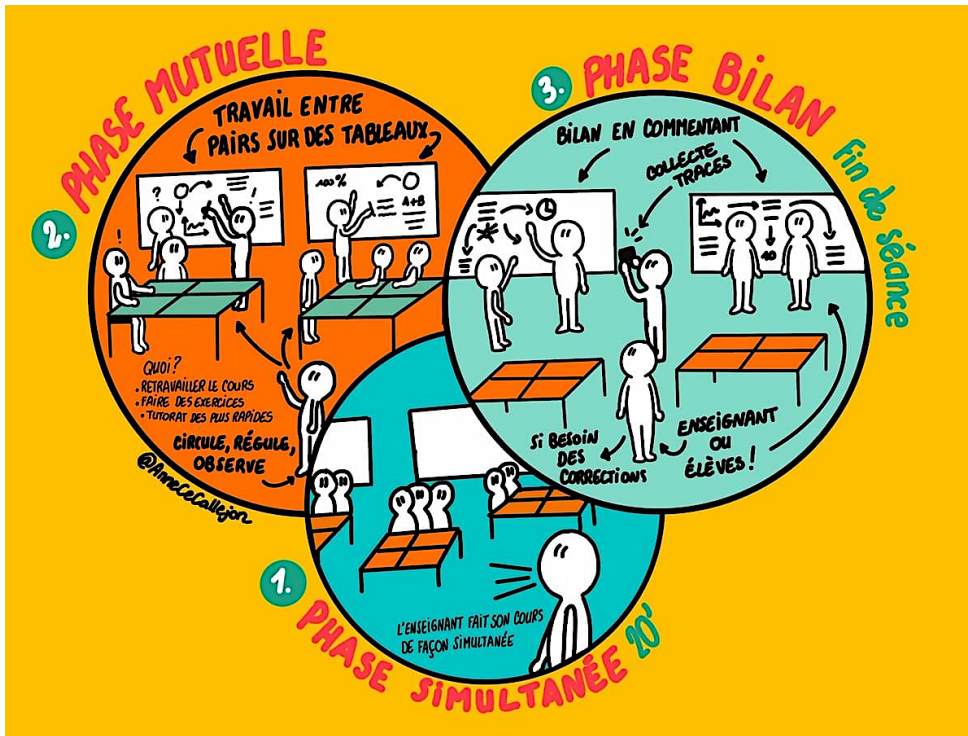 2. PHASE MUTUELLE
TRAVAIL ENTRE
PAIRS SUR DES TABLEAUX
?
!
100%
A+B
!
QUOI?
• RETRAVAILLER LE COURS
• FAIRE DES EXERCICES
• TUTORAT DES PLUS RAPIDES
CIRCULE, RÉGULE,
OBSERVE
@AnneCeCallejon
3. PHASE BILAN
Fin de séance
BILAN EN COMMENTANT
COLLECTE
TRACES
10
SI BESOIN
DES
CORRECTIONS
ENSEIGNANT
OU
ÉLÈVES!
1. PHASE SIMULTANÉE 20'
L'ENSEIGNANT FAIT SON COURS
DE FAÇON SIMULTANÉE